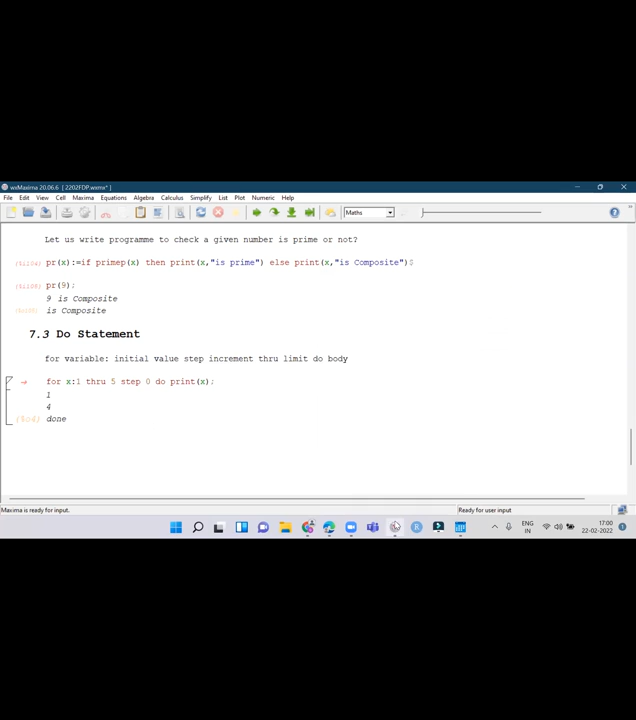 wxMaxima 20.06.6 [ 2202FDP.wxmx* ]
File Edit View Cell Maxima Equations Algebra Calculus Simplify List Plot Numeric Help
Maths
Let us write programme to check a given number is prime or not?
pr(x):=if primep(x) then print(x,"is prime") else print(x,"is Composite")$
pr(9);
9 is Composite
is Composite
7.3 Do Statement
for variable: initial value step increment thru limit do body
for x:1 thru 5 step 0 do print(x);
1
4
done
Maxima is ready for input.
Ready for user input
ENG
IN
17:00
22-02-2022